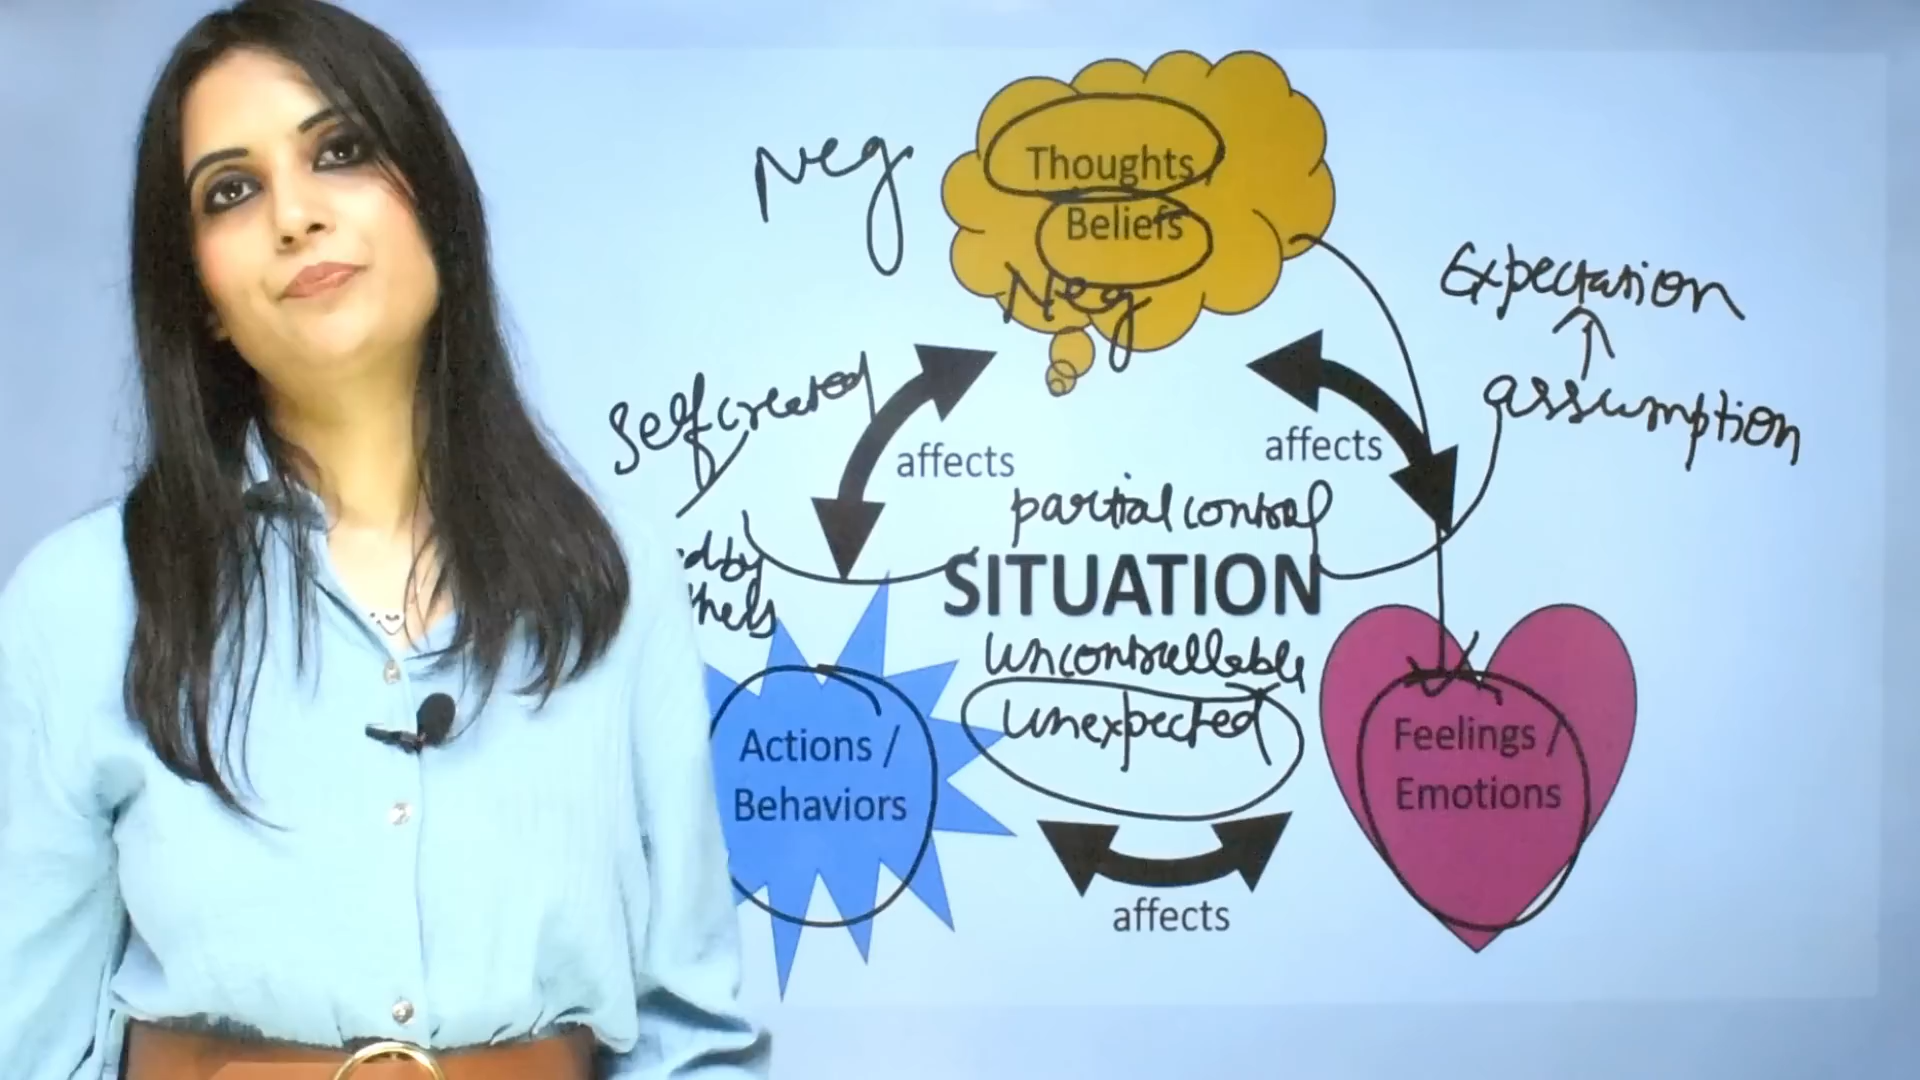 Neg
Thoughts /
Beliefs
Neg
Expectation
assumption
Self created
affects
affects
partial control
SITUATION
uncontrollable
unexpected
Actions /
Behaviors
Feelings /
Emotions
affects